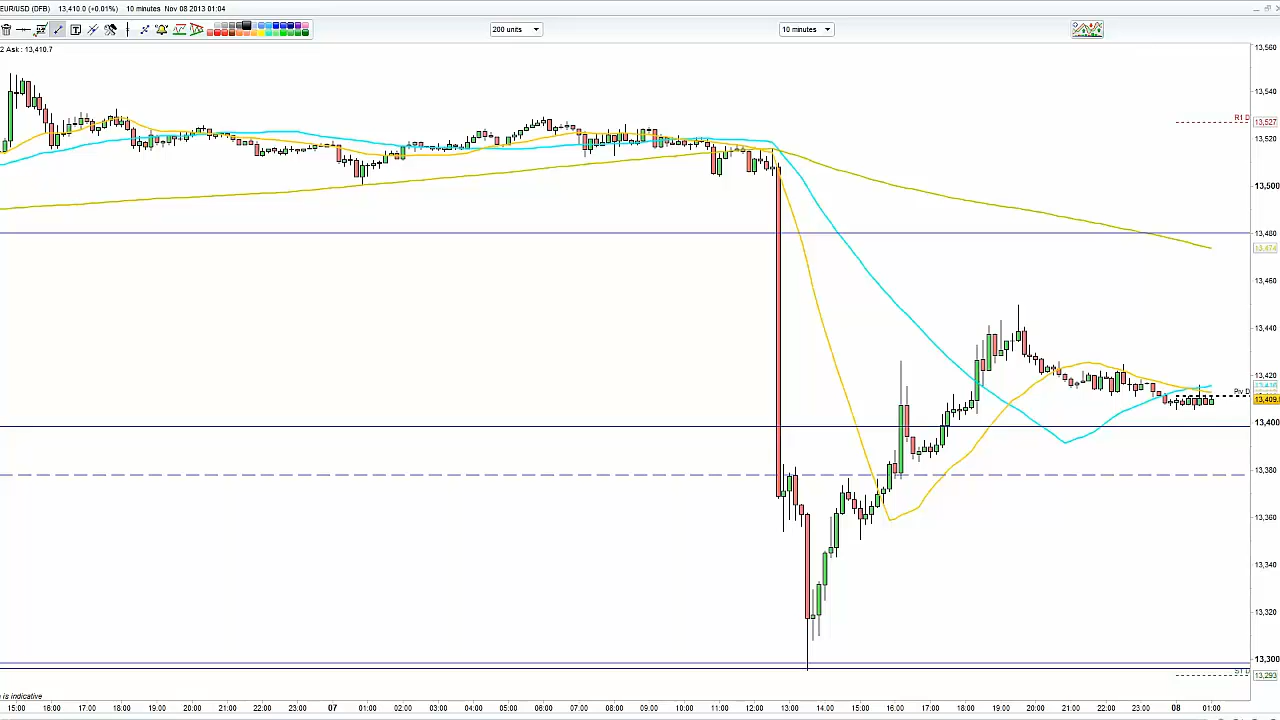 EUR/USD (DFB) 13,410.0 (+0.01%) 10 minutes Nov 08 2013 01:04
200 units 10 minutes
2 Ask : 13,410.7
13,560
13,540
R1 D 13,527
13,520
13,500
13,480
13,474
13,460
13,440
13,420
Prv D
13,409.
13,400
13,380
13,360
13,340
13,320
13,300
S1 D
13,293
is indicative
15:00 16:00 17:00 18:00 19:00 20:00 21:00 22:00 23:00 07 01:00 02:00 03:00 04:00 05:00 06:00 07:00 08:00 09:00 10:00 11:00 12:00 13:00 14:00 15:00 16:00 17:00 18:00 19:00 20:00 21:00 22:00 23:00 08 01:00